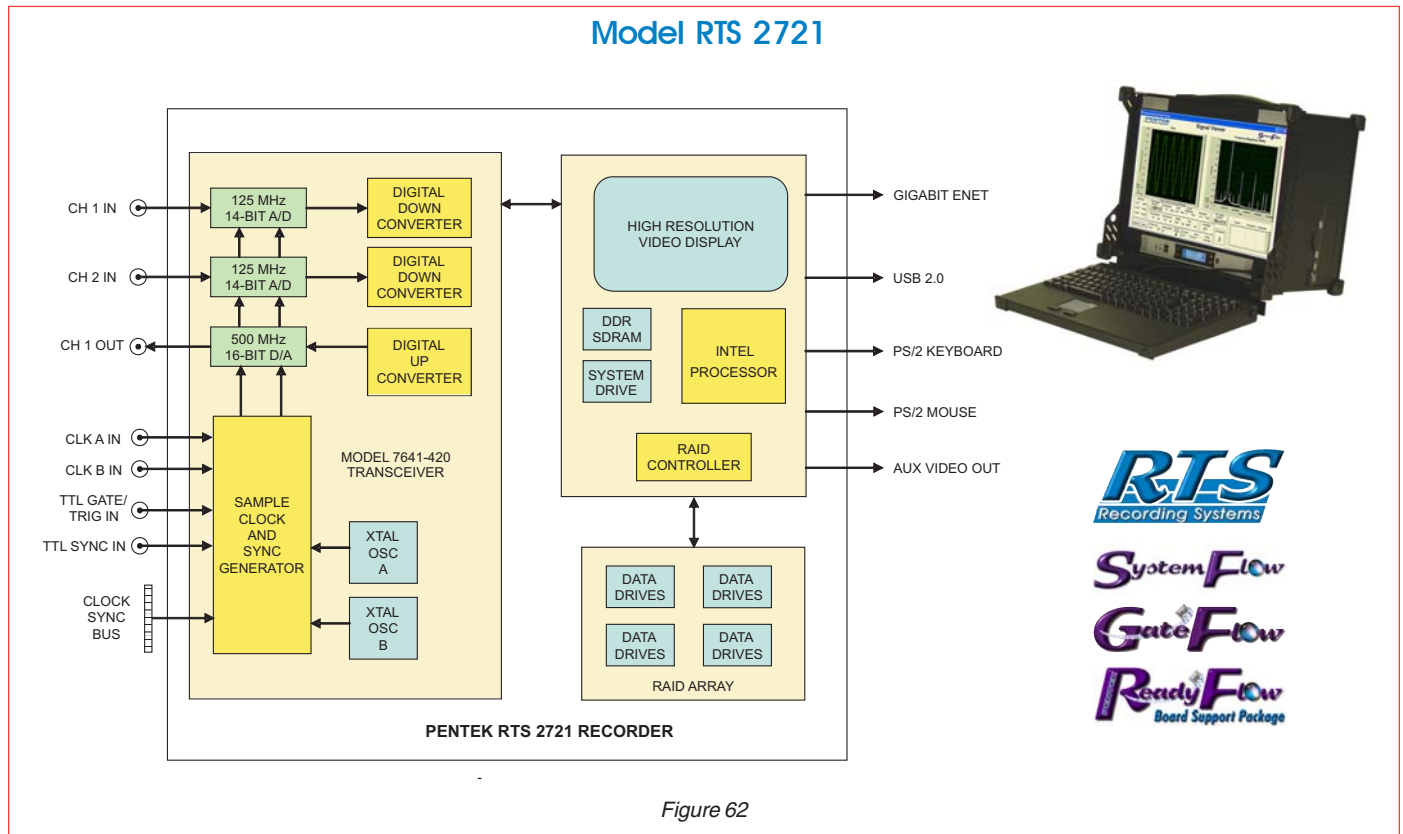 Model RTS 2721
CH 1 IN
CH 2 IN
CH 1 OUT
CLK A IN
CLK B IN
TTL GATE/
TRIG IN
TTL SYNC IN
CLOCK
SYNC
BUS
125 MHz
14-BIT A/D
125 MHz
14-BIT A/D
500 MHz
16-BIT D/A
DIGITAL
DOWN
CONVERTER
DIGITAL
DOWN
CONVERTER
DIGITAL
UP
CONVERTER
MODEL 7641-420
TRANSCEIVER
SAMPLE
CLOCK
AND
SYNC
GENERATOR
XTAL
OSC
A
XTAL
OSC
B
HIGH RESOLUTION
VIDEO DISPLAY
DDR
SDRAM
SYSTEM
DRIVE
INTEL
PROCESSOR
RAID
CONTROLLER
DATA
DRIVES
DATA
DRIVES
DATA
DRIVES
DATA
DRIVES
RAID ARRAY
PENTEK RTS 2721 RECORDER
GIGABIT ENET
USB 2.0
PS/2 KEYBOARD
PS/2 MOUSE
AUX VIDEO OUT
PENTEK
Signal Viewer
RTS
Recording Systems
SystemFlow
GateFlow
PENTEK
ReadyFlow
Board Support Package
Figure 62